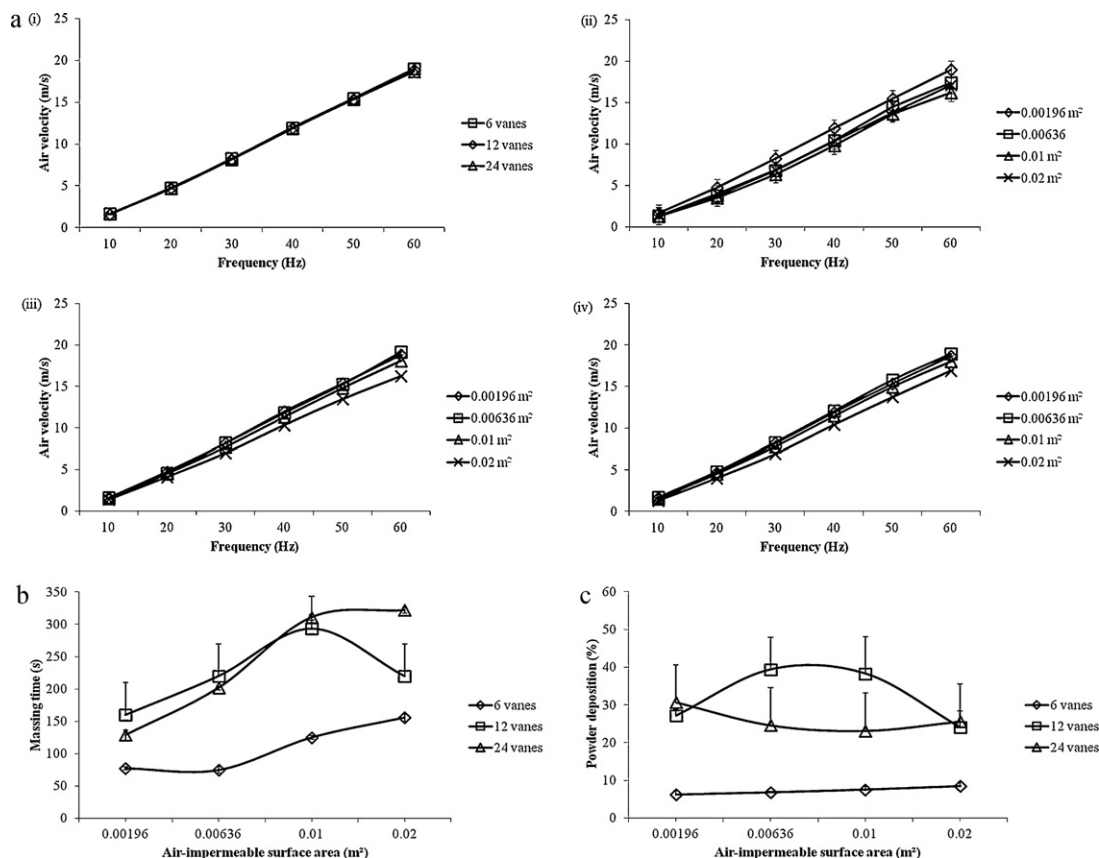 a (i)
25
20
15
10
5
0
Air velocity (m/s)
10 20 30 40 50 60
Frequency (Hz)
6 vanes
12 vanes
24 vanes
(ii)
25
20
15
10
5
0
Air velocity (m/s)
10 20 30 40 50 60
Frequency (Hz)
0.00196 m²
0.00636
0.01 m²
0.02 m²
(iii)
25
20
15
10
5
0
Air velocity (m/s)
10 20 30 40 50 60
Frequency (Hz)
0.00196 m²
0.00636 m²
0.01 m²
0.02 m²
(iv)
25
20
15
10
5
0
Air velocity (m/s)
10 20 30 40 50 60
Frequency (Hz)
0.00196 m²
0.00636 m²
0.01 m²
0.02 m²
b
350
300
250
200
150
100
50
0
Massing time (s)
0.00196 0.00636 0.01 0.02
Air-impermeable surface area (m²)
6 vanes
12 vanes
24 vanes
c
60
50
40
30
20
10
0
Powder deposition (%)
0.00196 0.00636 0.01 0.02
Air-impermeable surface area (m²)
6 vanes
12 vanes
24 vanes